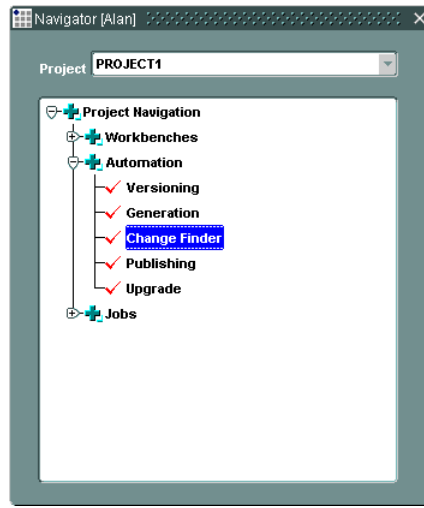 Navigator [Alan]
Project PROJECT1
Project Navigation
Workbenches
Automation
Versioning
Generation
Change Finder
Publishing
Upgrade
Jobs